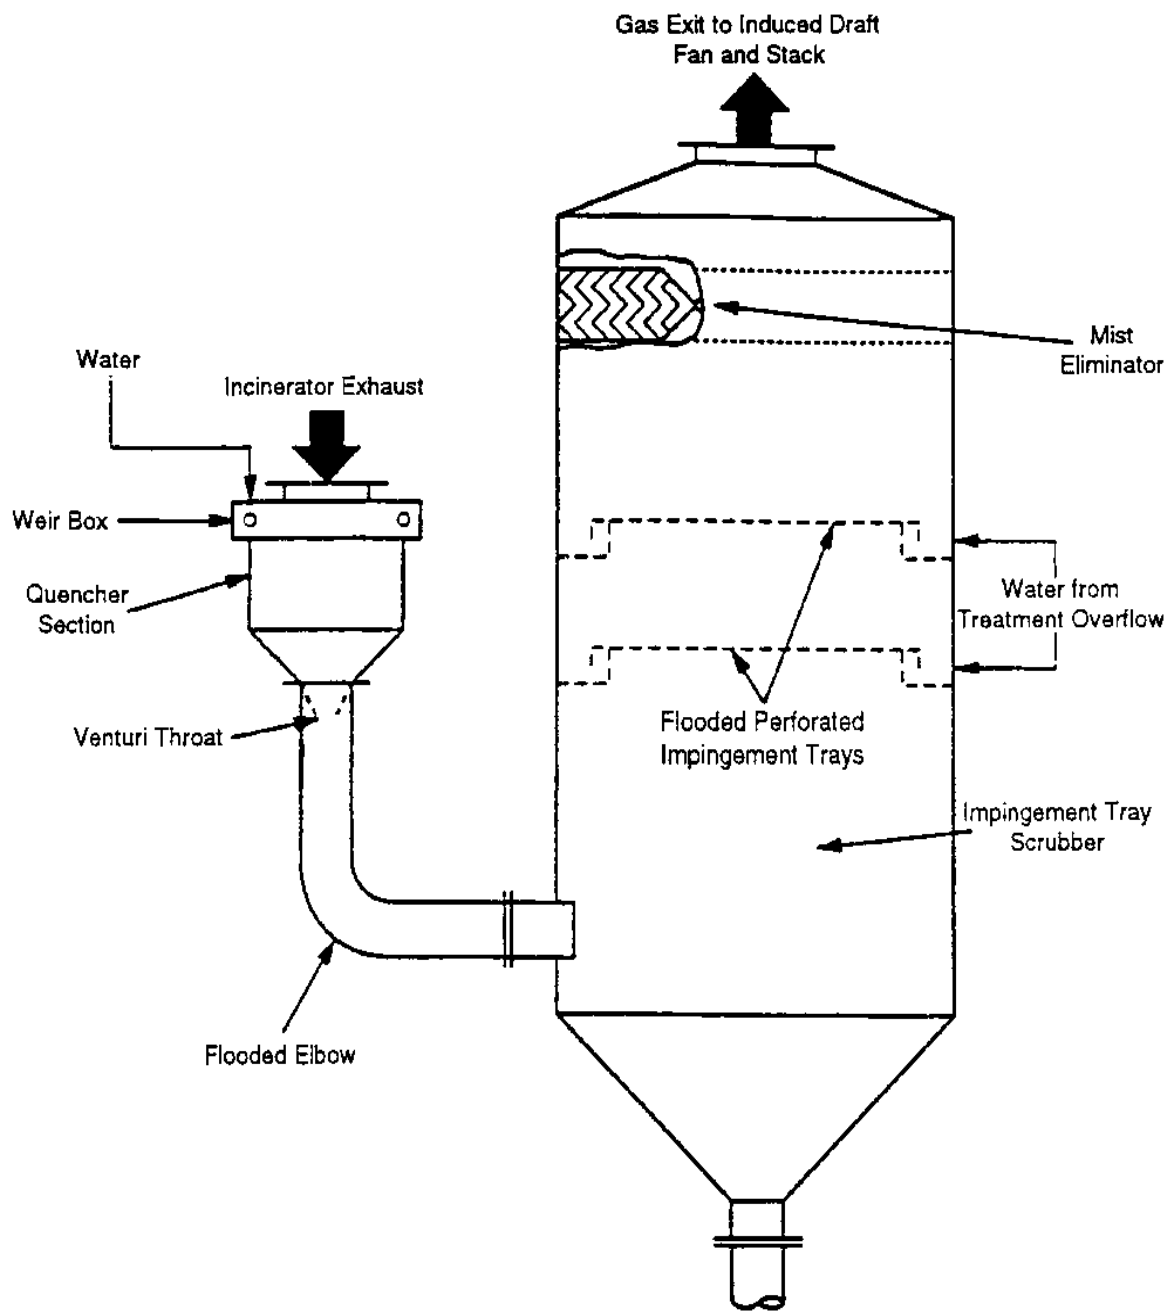 Gas Exit to Induced Draft
Fan and Stack
Mist
Eliminator
Water
Incinerator Exhaust
Weir Box
Quencher
Section
Water from
Treatment Overflow
Venturi Throat
Flooded Perforated
Impingement Trays
Impingement Tray
Scrubber
Flooded Elbow